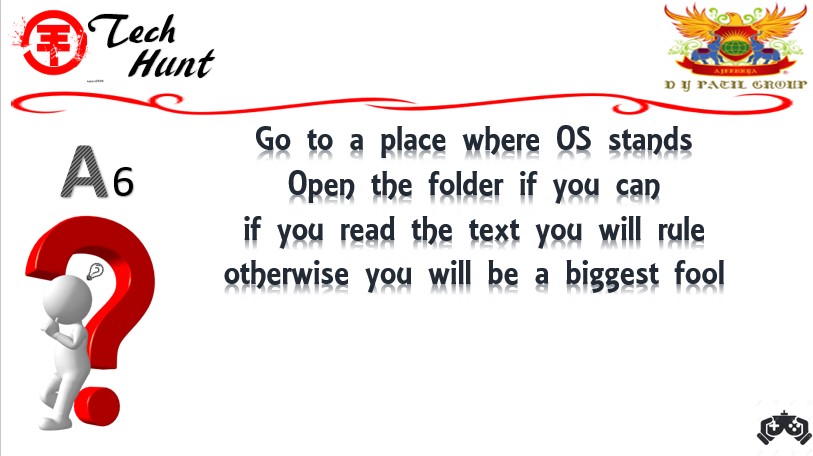 Tech
Hunt
AJEENKYA
D Y PATIL GROUP
A6
Go to a place where OS stands
Open the folder if you can
if you read the text you will rule
otherwise you will be a biggest fool